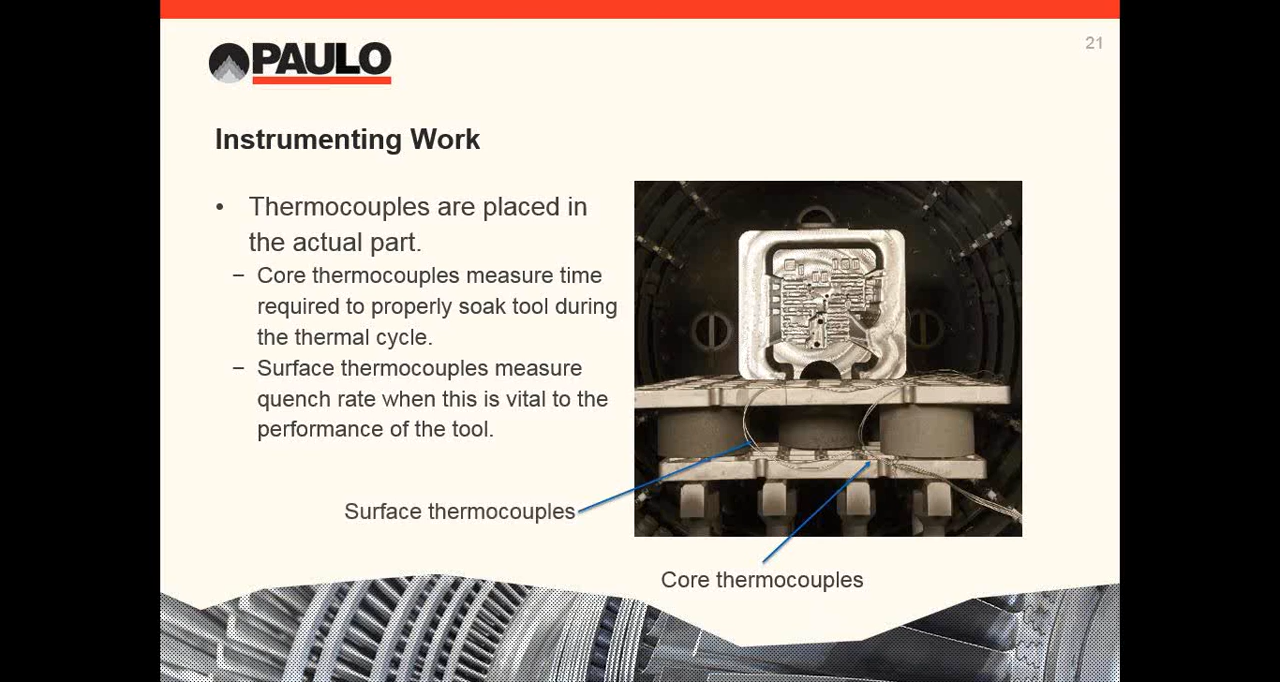 21
PAULO
Instrumenting Work
• Thermocouples are placed in
the actual part.
− Core thermocouples measure time
required to properly soak tool during
the thermal cycle.
− Surface thermocouples measure
quench rate when this is vital to the
performance of the tool.
Surface thermocouples
Core thermocouples